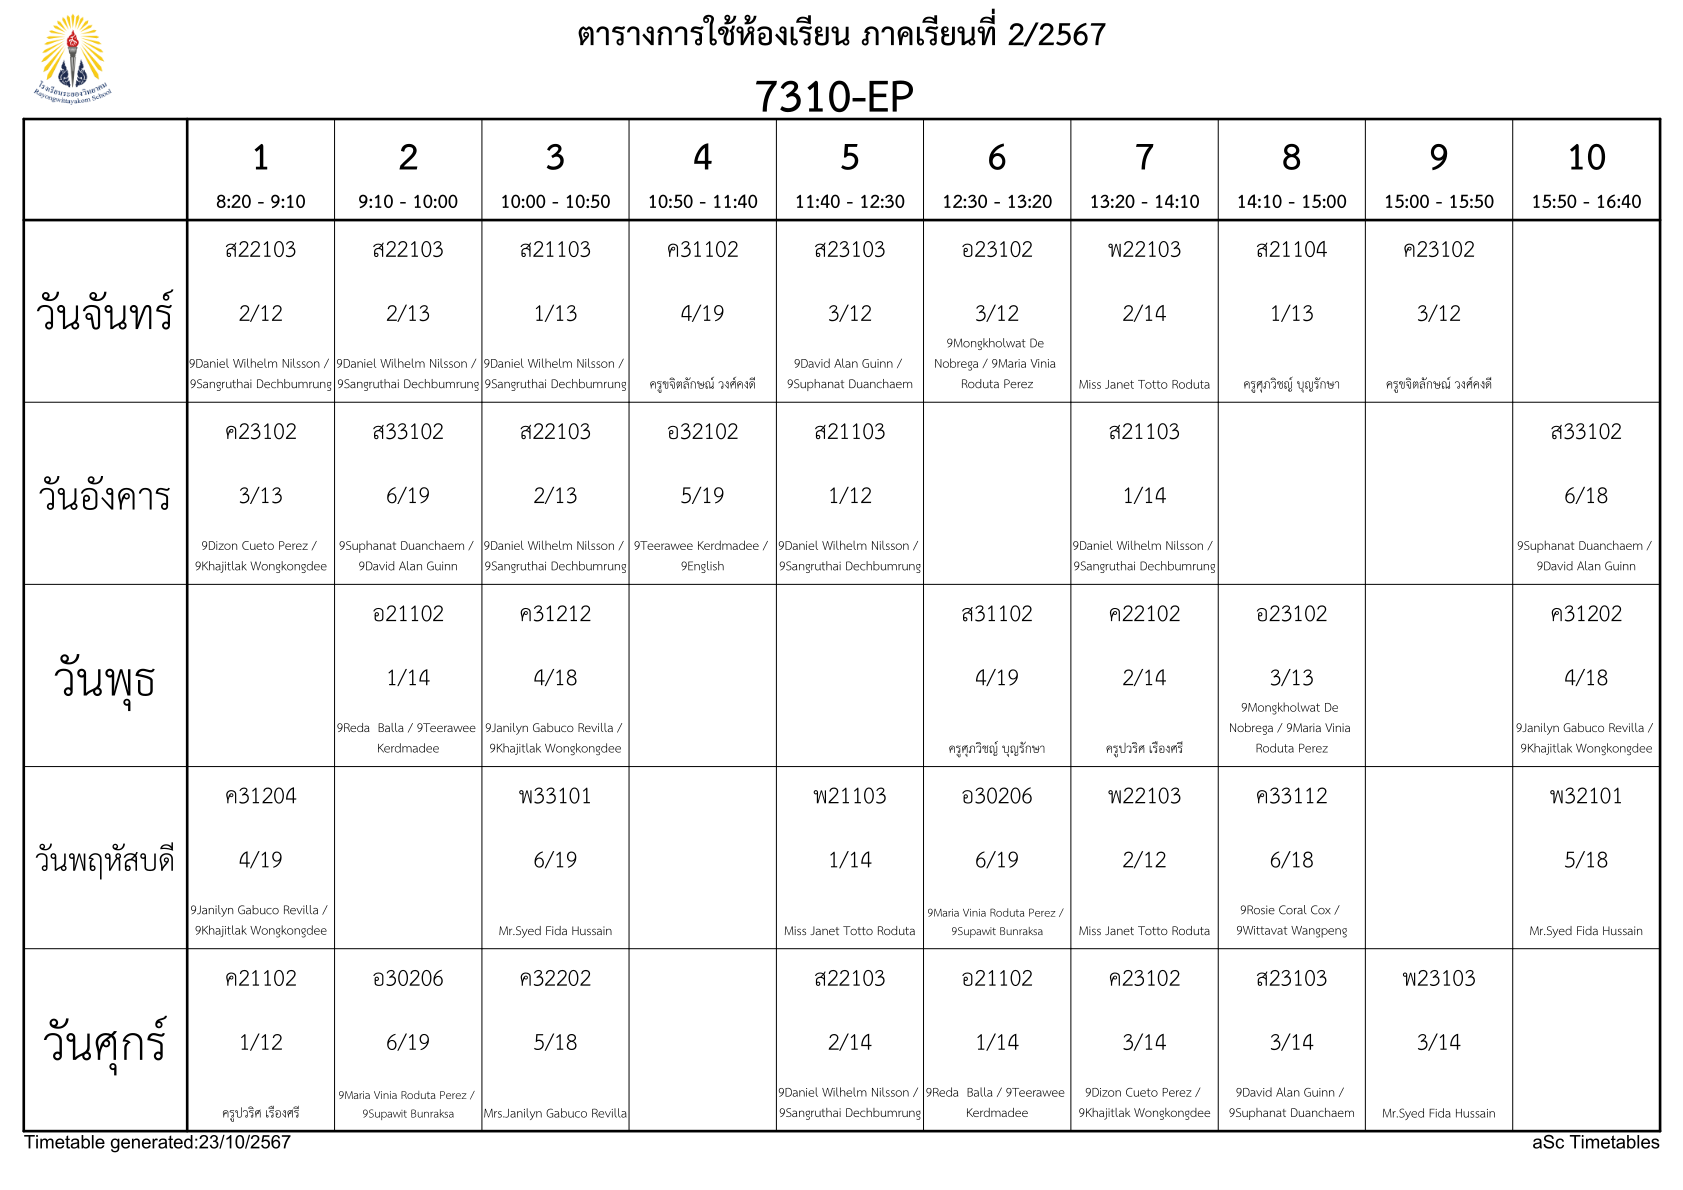 ตารางการใช้ห้องเรียน ภาคเรียนที่ 2/2567
โรงเรียนระยองวิทยาคม
Rayongwittayakom School
7310-EP
1 2 3 4 5 6 7 8 9 10
8:20 - 9:10 9:10 - 10:00 10:00 - 10:50 10:50 - 11:40 11:40 - 12:30 12:30 - 13:20 13:20 - 14:10 14:10 - 15:00 15:00 - 15:50 15:50 - 16:40
วันจันทร์
ส22103 ส22103 ส21103 ค31102 ส23103 อ23102 พ22103 ส21104 ค23102
2/12 2/13 1/13 4/19 3/12 3/12 2/14 1/13 3/12
9Mongkholwat De
9Daniel Wilhelm Nilsson / 9Daniel Wilhelm Nilsson / 9Daniel Wilhelm Nilsson / 9David Alan Guinn / Nobrega / 9Maria Vinia
9Sangruthai Dechbumrung 9Sangruthai Dechbumrung 9Sangruthai Dechbumrung ครูขจิตลักษณ์ วงศ์คงดี 9Suphanat Duanchaem Roduta Perez Miss Janet Totto Roduta ครูศุภวิชญ์ บุญรักษา ครูขจิตลักษณ์ วงศ์คงดี
วันอังคาร
ค23102 ส33102 ส22103 อ32102 ส21103 ส21103 ส33102
3/13 6/19 2/13 5/19 1/12 1/14 6/18
9Dizon Cueto Perez / 9Suphanat Duanchaem / 9Daniel Wilhelm Nilsson / 9Teerawee Kerdmadee / 9Daniel Wilhelm Nilsson / 9Daniel Wilhelm Nilsson / 9Suphanat Duanchaem /
9Khajitlak Wongkongdee 9David Alan Guinn 9Sangruthai Dechbumrung 9English 9Sangruthai Dechbumrung 9Sangruthai Dechbumrung 9David Alan Guinn
วันพุธ
อ21102 ค31212 ส31102 ค22102 อ23102 ค31202
1/14 4/18 4/19 2/14 3/13 4/18
9Mongkholwat De
9Reda Balla / 9Teerawee 9Janilyn Gabuco Revilla / Nobrega / 9Maria Vinia 9Janilyn Gabuco Revilla /
Kerdmadee 9Khajitlak Wongkongdee ครูศุภวิชญ์ บุญรักษา ครูปวริศ เรืองศรี Roduta Perez 9Khajitlak Wongkongdee
วันพฤหัสบดี
ค31204 พ33101 พ21103 อ30206 พ22103 ค33112 พ32101
4/19 6/19 1/14 6/19 2/12 6/18 5/18
9Janilyn Gabuco Revilla / 9Maria Vinia Roduta Perez / 9Rosie Coral Cox /
9Khajitlak Wongkongdee Mr.Syed Fida Hussain Miss Janet Totto Roduta 9Supawit Bunraksa Miss Janet Totto Roduta 9Wittavat Wangpeng Mr.Syed Fida Hussain
วันศุกร์
ค21102 อ30206 ค32202 ส22103 อ21102 ค23102 ส23103 พ23103
1/12 6/19 5/18 2/14 1/14 3/14 3/14 3/14
9Maria Vinia Roduta Perez / 9Daniel Wilhelm Nilsson / 9Reda Balla / 9Teerawee 9Dizon Cueto Perez / 9David Alan Guinn /
ครูปวริศ เรืองศรี 9Supawit Bunraksa Mrs.Janilyn Gabuco Revilla 9Sangruthai Dechbumrung Kerdmadee 9Khajitlak Wongkongdee 9Suphanat Duanchaem Mr.Syed Fida Hussain
Timetable generated:23/10/2567 aSc Timetables